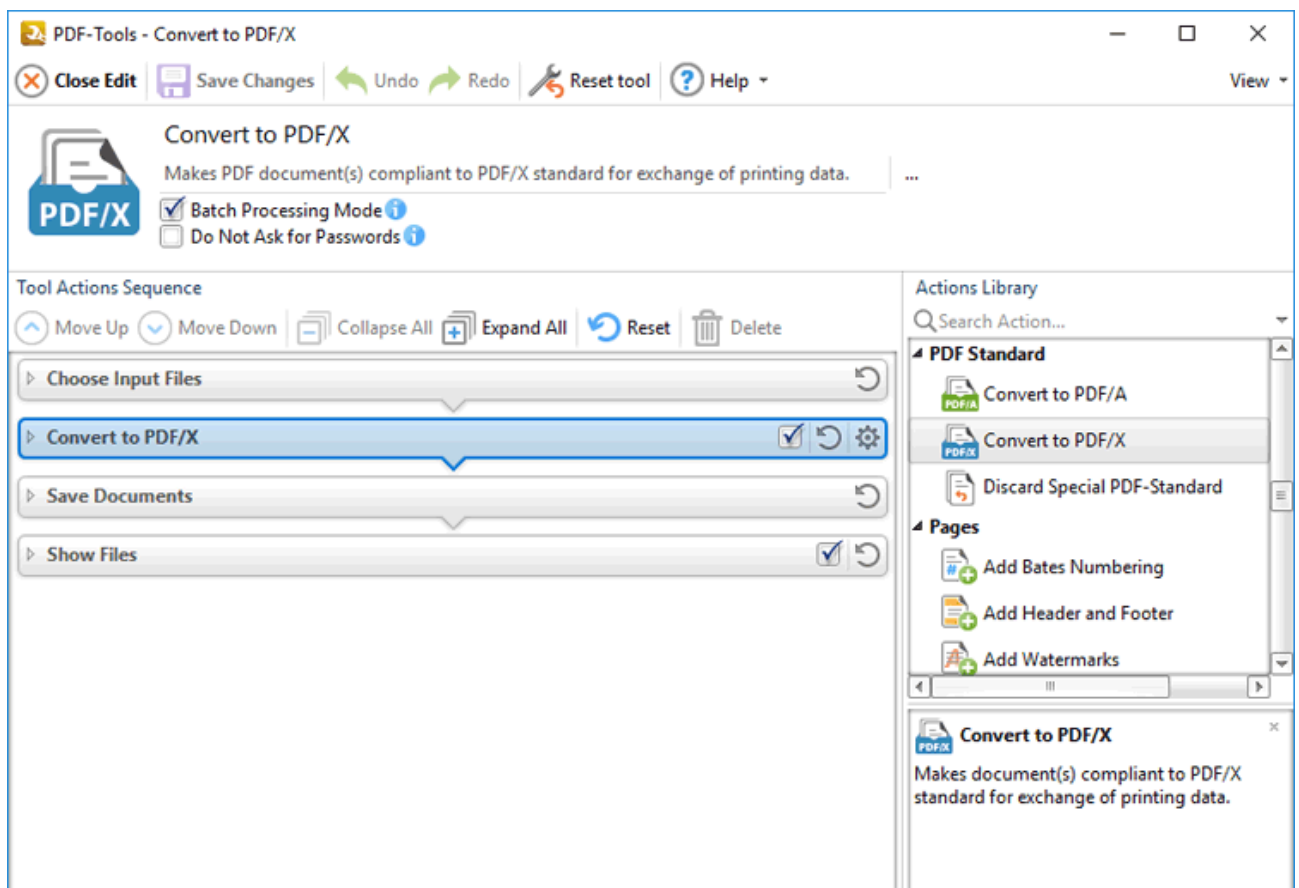 PDF-Tools - Convert to PDF/X
Close Edit Save Changes Undo Redo Reset tool Help View
Convert to PDF/X
Makes PDF document(s) compliant to PDF/X standard for exchange of printing data. ...
PDF/X
Batch Processing Mode
Do Not Ask for Passwords
Tool Actions Sequence
Move Up Move Down Collapse All Expand All Reset Delete
Choose Input Files
Convert to PDF/X
Save Documents
Show Files
Actions Library
Search Action...
PDF Standard
PDF/A Convert to PDF/A
PDF/X Convert to PDF/X
Discard Special PDF-Standard
Pages
Add Bates Numbering
Add Header and Footer
Add Watermarks
PDF/X Convert to PDF/X
Makes document(s) compliant to PDF/X
standard for exchange of printing data.